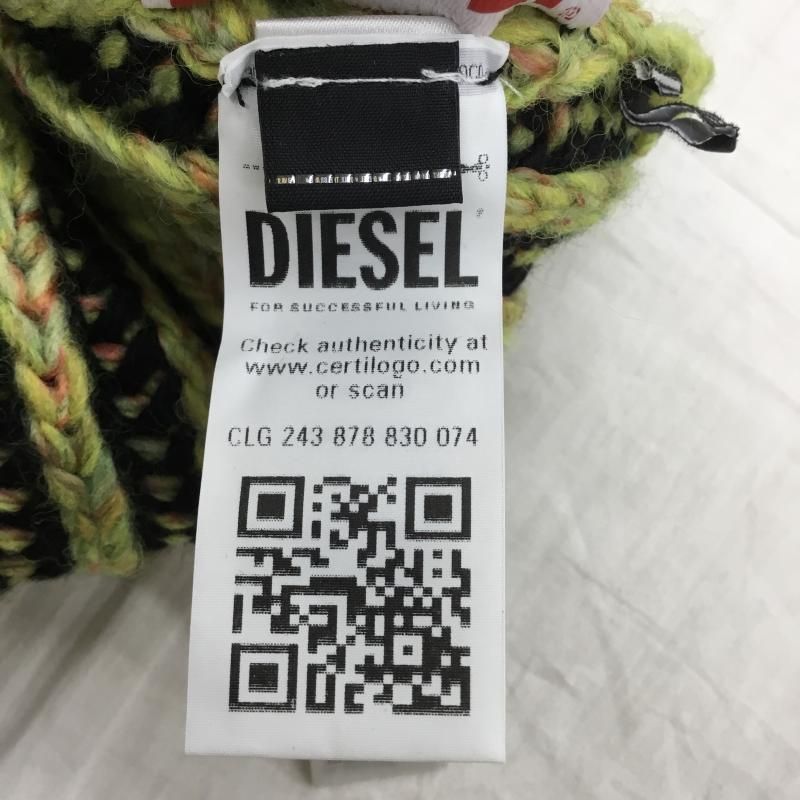 DIESEL
FOR SUCCESSFUL LIVING
Check authenticity at
www.certilogo.com
or scan
CLG 243 878 830 074